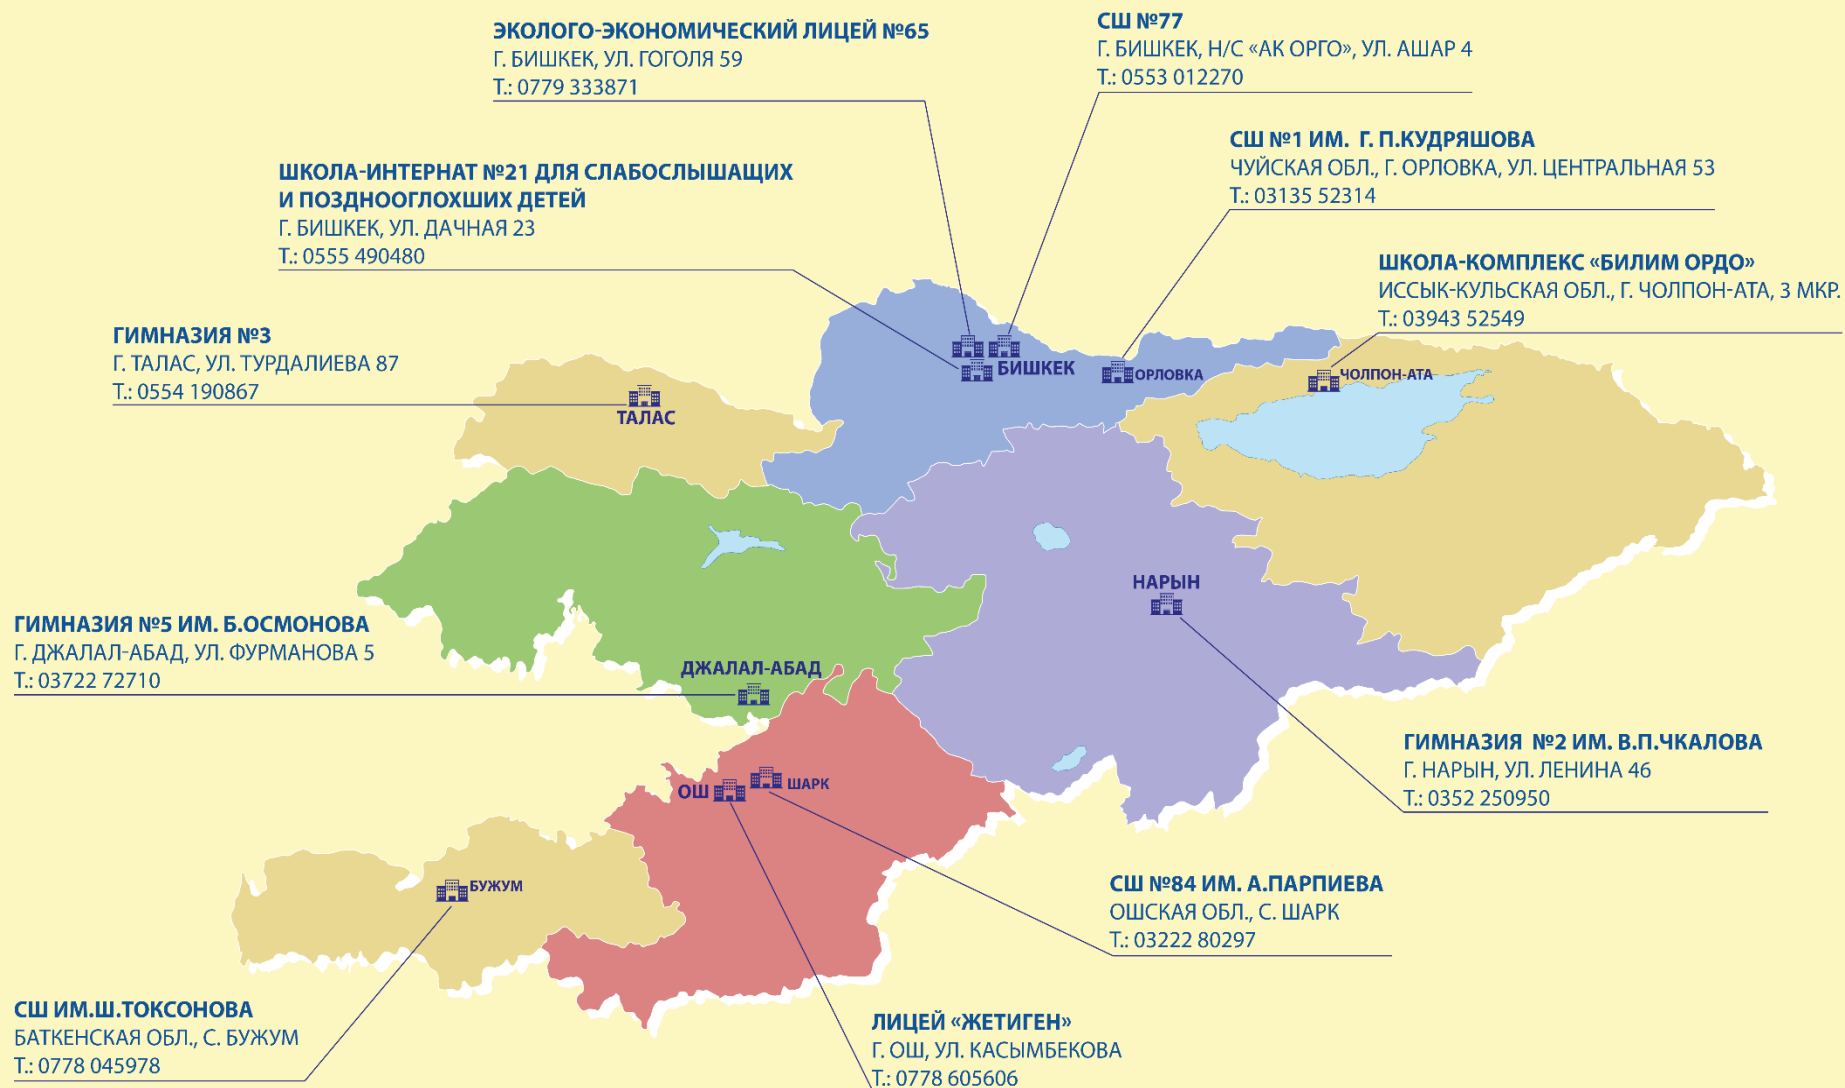 ЭКОЛОГО-ЭКОНОМИЧЕСКИЙ ЛИЦЕЙ №65
Г. БИШКЕК, УЛ. ГОГОЛЯ 59
Т.: 0779 333871
СШ №77
Г. БИШКЕК, Н/С «АК ОРГО», УЛ. АШАР 4
Т.: 0553 012270
СШ №1 ИМ. Г. П.КУДРЯШОВА
ЧУЙСКАЯ ОБЛ., Г. ОРЛОВКА, УЛ. ЦЕНТРАЛЬНАЯ 53
Т.: 03135 52314
ШКОЛА-ИНТЕРНАТ №21 ДЛЯ СЛАБОСЛЫШАЩИХ
И ПОЗДНООГЛОХШИХ ДЕТЕЙ
Г. БИШКЕК, УЛ. ДАЧНАЯ 23
Т.: 0555 490480
ШКОЛА-КОМПЛЕКС «БИЛИМ ОРДО»
ИССЫК-КУЛЬСКАЯ ОБЛ., Г. ЧОЛПОН-АТА, 3 МКР.
Т.: 03943 52549
ГИМНАЗИЯ №3
Г. ТАЛАС, УЛ. ТУРДАЛИЕВА 87
Т.: 0554 190867
БИШКЕК
ОРЛОВКА
ЧОЛПОН-АТА
ТАЛАС
НАРЫН
ГИМНАЗИЯ №5 ИМ. Б.ОСМОНОВА
Г. ДЖАЛАЛ-АБАД, УЛ. ФУРМАНОВА 5
Т.: 03722 72710
ДЖАЛАЛ-АБАД
ГИМНАЗИЯ №2 ИМ. В.П.ЧКАЛОВА
Г. НАРЫН, УЛ. ЛЕНИНА 46
Т.: 0352 250950
ОШ
ШАРК
БУЖУМ
СШ №84 ИМ. А.ПАРПИЕВА
ОШСКАЯ ОБЛ., С. ШАРК
Т.: 03222 80297
СШ ИМ.Ш.ТОКСОНОВА
БАТКЕНСКАЯ ОБЛ., С. БУЖУМ
Т.: 0778 045978
ЛИЦЕЙ «ЖЕТИГЕН»
Г. ОШ, УЛ. КАСЫМБЕКОВА
Т.: 0778 605606